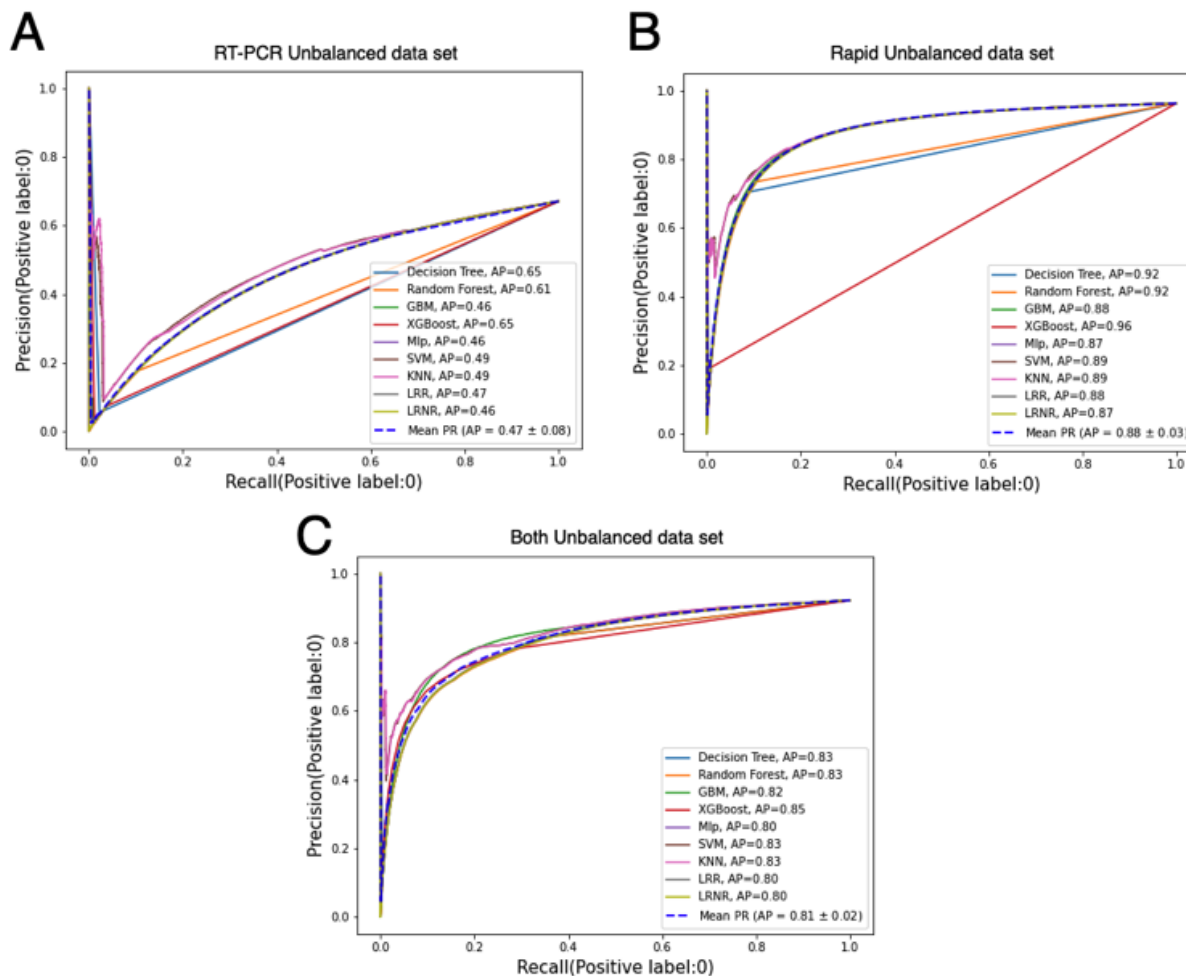 A
RT-PCR Unbalanced data set
Precision(Positive label:0)
1.0
0.8
0.6
0.4
0.2
0.0
Decision Tree, AP=0.65
Random Forest, AP=0.61
GBM, AP=0.46
XGBoost, AP=0.65
Mlp, AP=0.46
SVM, AP=0.49
KNN, AP=0.49
LRR, AP=0.47
LRNR, AP=0.46
Mean PR (AP = 0.47 ± 0.08)
0.0 0.2 0.4 0.6 0.8 1.0
Recall(Positive label:0)
B
Rapid Unbalanced data set
Precision(Positive label:0)
1.0
0.8
0.6
0.4
0.2
0.0
Decision Tree, AP=0.92
Random Forest, AP=0.92
GBM, AP=0.88
XGBoost, AP=0.96
Mlp, AP=0.87
SVM, AP=0.89
KNN, AP=0.89
LRR, AP=0.88
LRNR, AP=0.87
Mean PR (AP = 0.88 ± 0.03)
0.0 0.2 0.4 0.6 0.8 1.0
Recall(Positive label:0)
C
Both Unbalanced data set
Precision(Positive label:0)
1.0
0.8
0.6
0.4
0.2
0.0
Decision Tree, AP=0.83
Random Forest, AP=0.83
GBM, AP=0.82
XGBoost, AP=0.85
Mlp, AP=0.80
SVM, AP=0.83
KNN, AP=0.83
LRR, AP=0.80
LRNR, AP=0.80
Mean PR (AP = 0.81 ± 0.02)
0.0 0.2 0.4 0.6 0.8 1.0
Recall(Positive label:0)